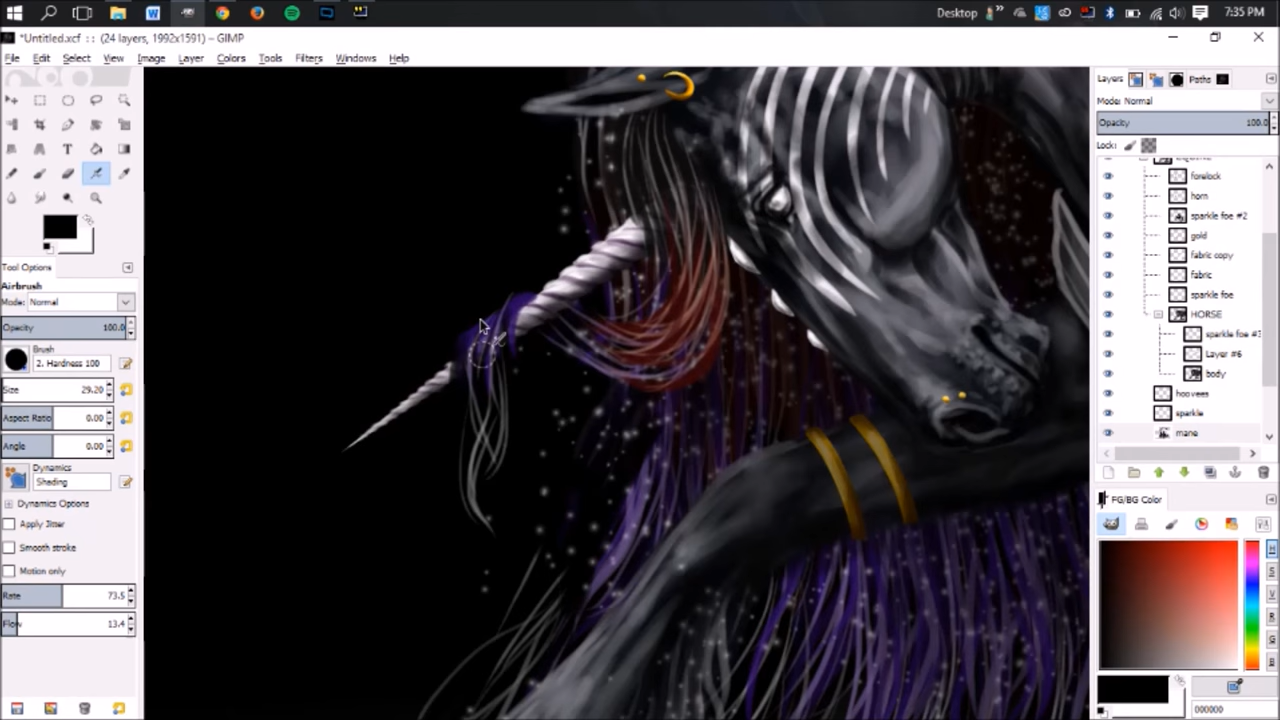 Desktop
7:35 PM
*Untitled.xcf :: (24 layers, 1992x1591) – GIMP
File Edit Select View Image Layer Colors Tools Filters Windows Help
Tool Options
Airbrush
Mode: Normal
Opacity 100.0
Brush
2. Hardness 100
Size 29.20
Aspect Ratio 0.00
Angle 0.00
Dynamics
Shading
Dynamics Options
Apply Jitter
Smooth stroke
Motion only
Rate 73.5
Flow 13.4
Layers
Paths
Mode: Normal
Opacity 100.0
Lock:
forelock
horn
sparkle foe #2
gold
fabric copy
fabric
sparkle foe
HORSE
sparkle foe #3
Layer #6
body
hoovees
sparkle
mane
FG/BG Color
H
S
V
R
G
B
000000